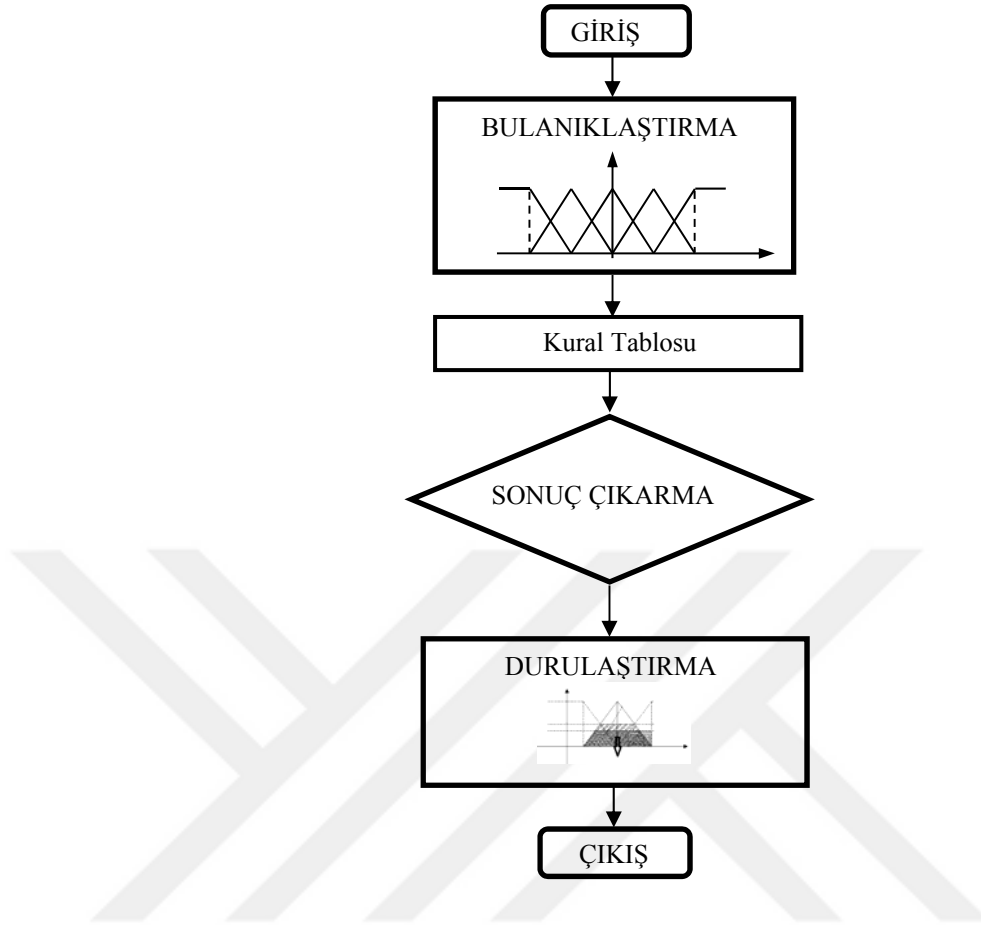 GİRİŞ
BULANIKLAŞTIRMA
Kural Tablosu
SONUÇ ÇIKARMA
DURULAŞTIRMA
ÇIKIŞ